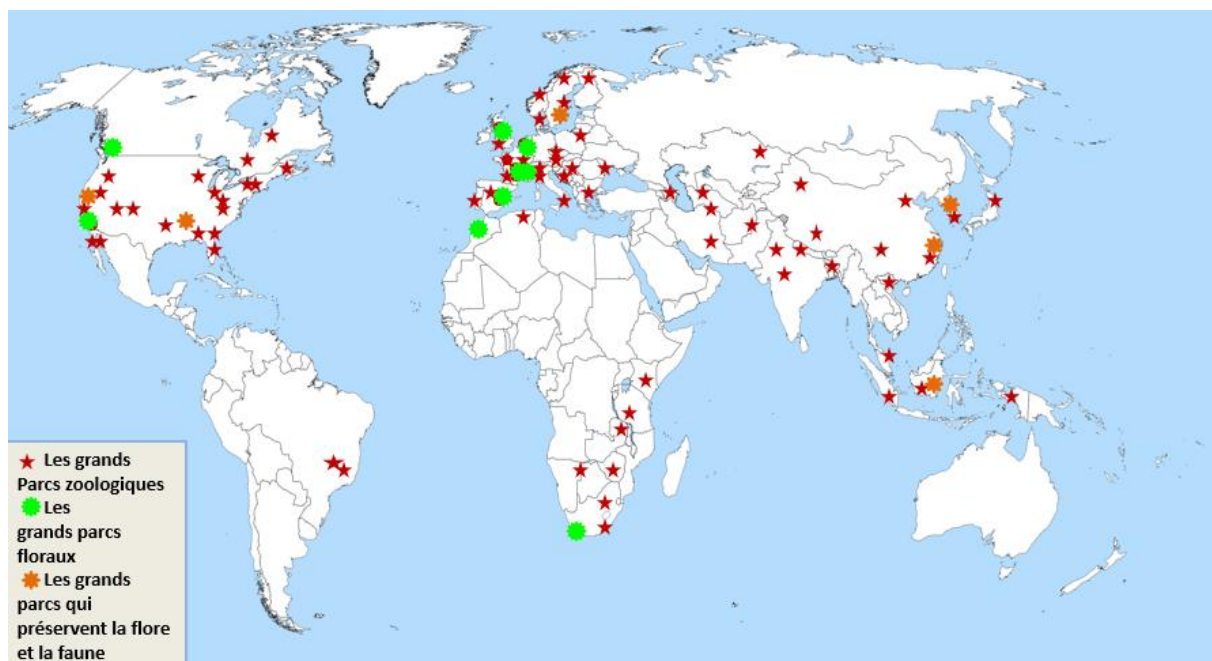 Les grands
Parcs zoologiques
Les
grands parcs
floraux
Les grands
parcs qui
préservent la flore
et la faune